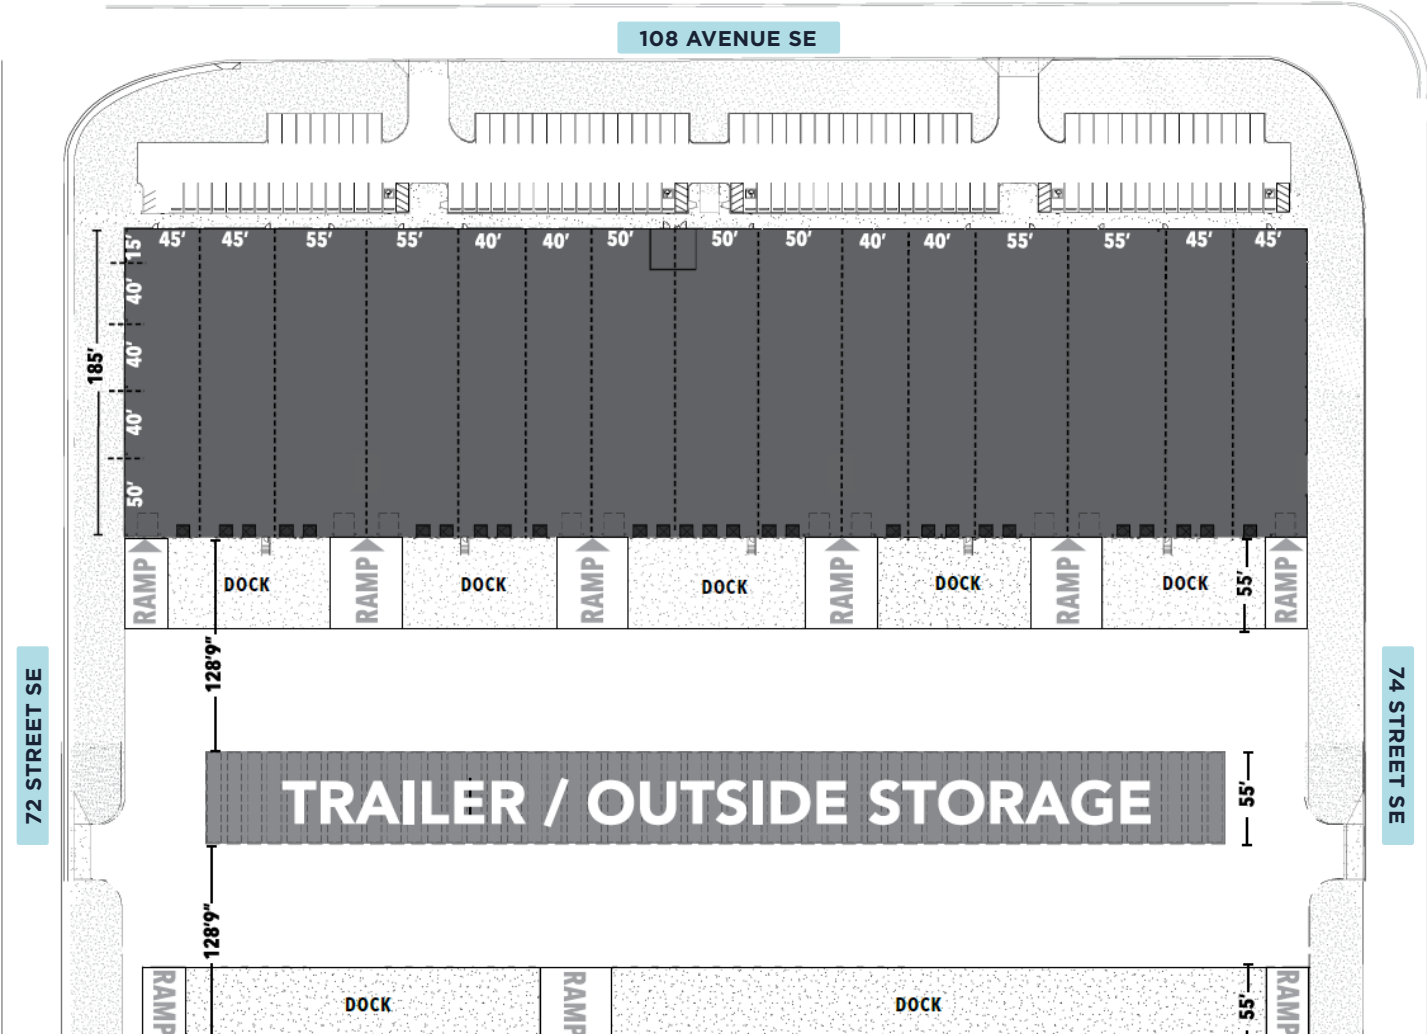 108 AVENUE SE
45' 45' 55' 55' 40' 40' 50' 50' 50' 40' 40' 55' 55' 45' 45'
15'
40'
40'
40'
50'
185'
RAMP DOCK RAMP DOCK RAMP DOCK RAMP DOCK RAMP DOCK RAMP
55'
128'9"
72 STREET SE
74 STREET SE
TRAILER / OUTSIDE STORAGE
55'
128'9"
RAMP DOCK RAMP DOCK RAMP
55'